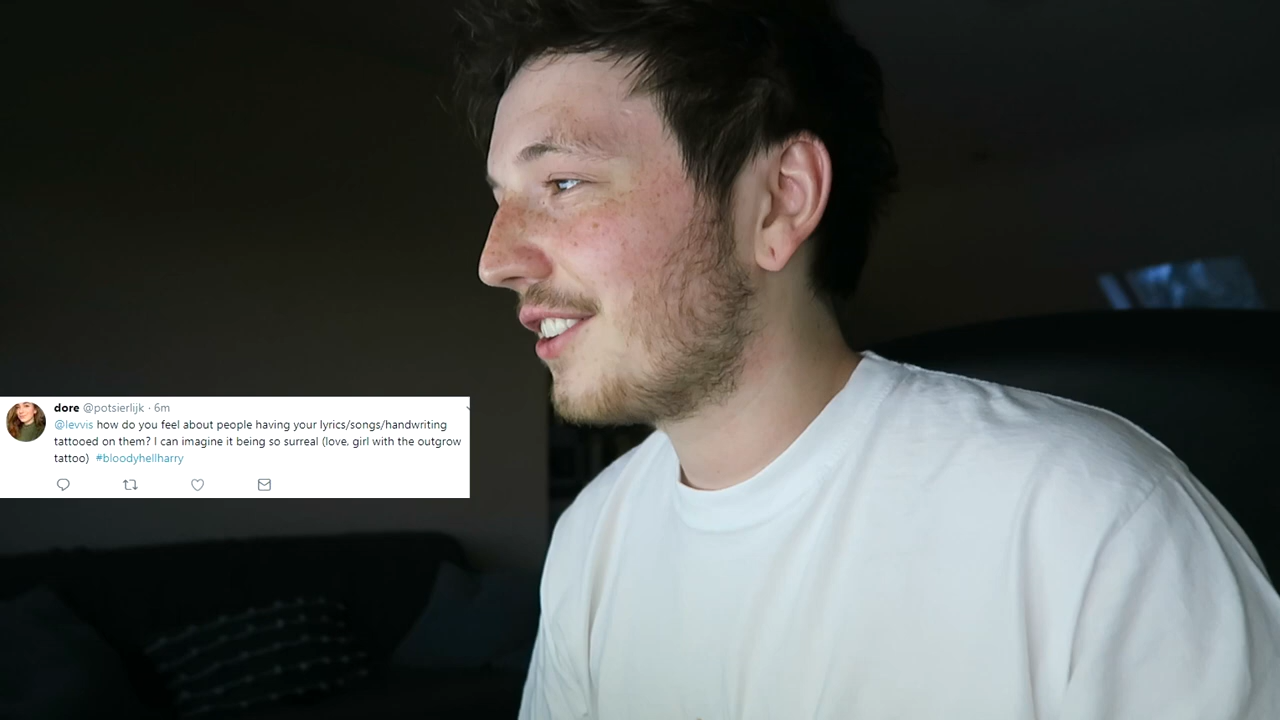 dore @potsierlijk · 6m
@levvis how do you feel about people having your lyrics/songs/handwriting
tattooed on them? I can imagine it being so surreal (love, girl with the outgrow
tattoo) #bloodyhellharry